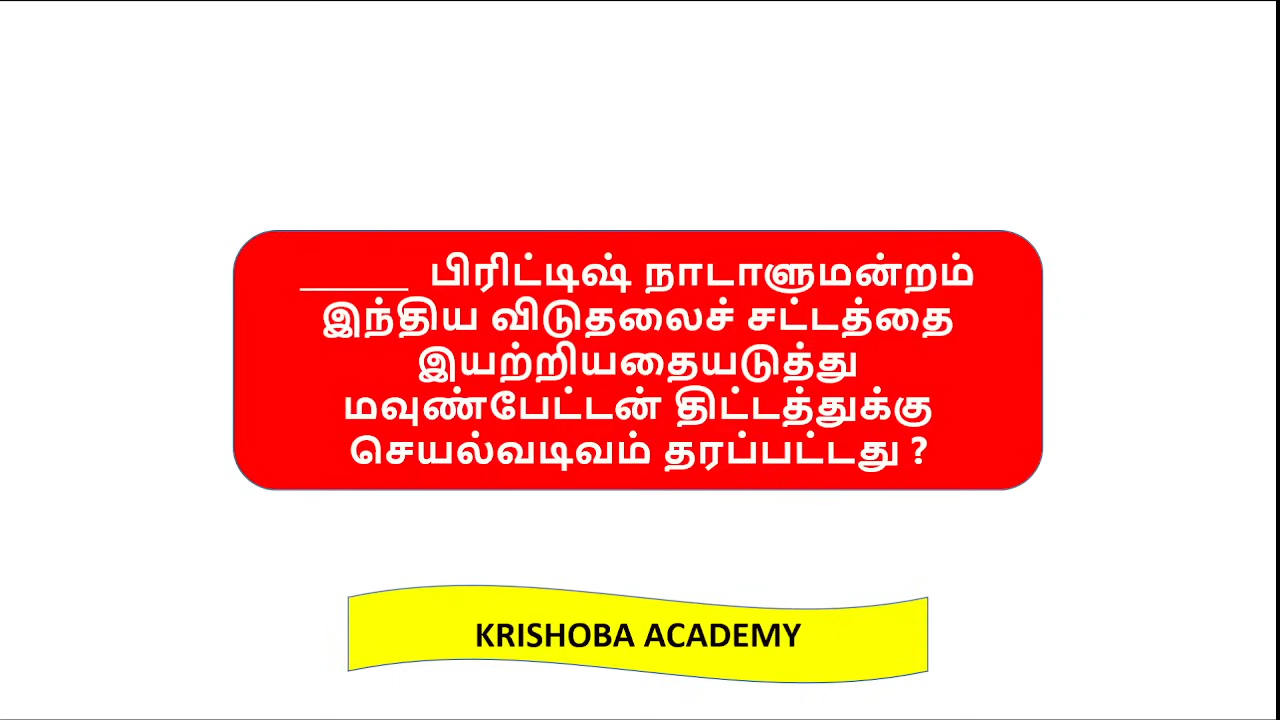 ______ பிரிட்டிஷ் நாடாளுமன்றம்
இந்திய விடுதலைச் சட்டத்தை
இயற்றியதையடுத்து
மவுண்பேட்டன் திட்டத்துக்கு
செயல்வடிவம் தரப்பட்டது ?
KRISHOBA ACADEMY